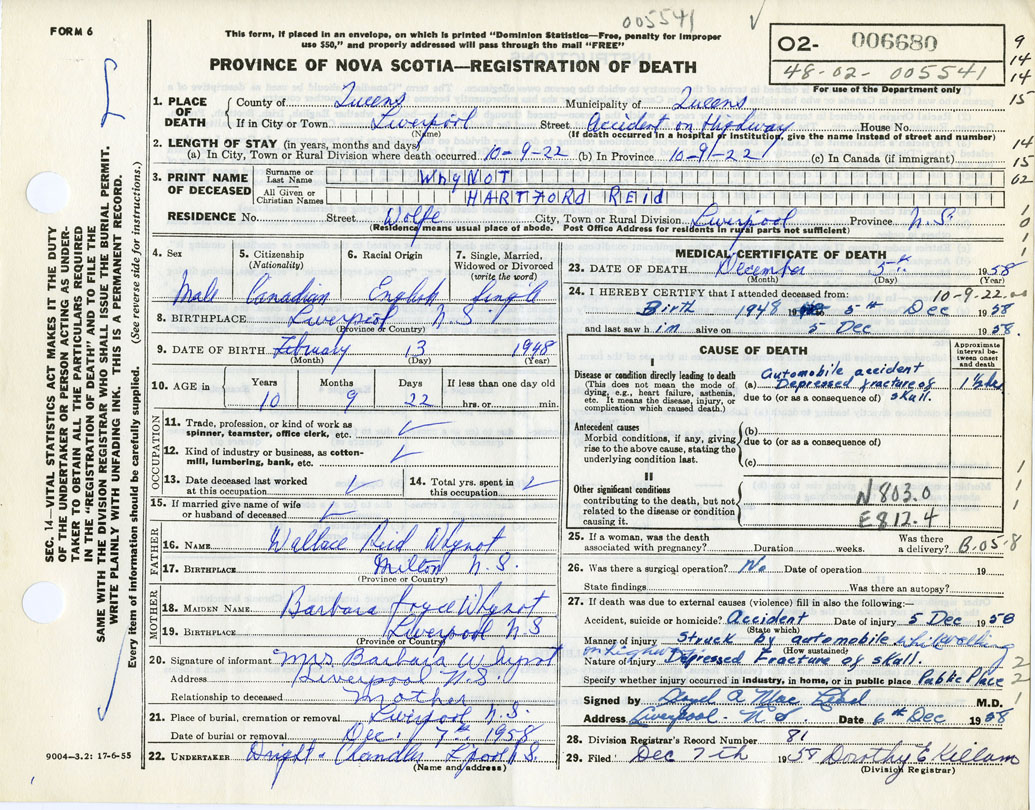 005541
FORM 6
This form, if placed in an envelope, on which is printed "Dominion Statistics—Free, penalty for improper
use $50," and properly addressed will pass through the mail "FREE"
PROVINCE OF NOVA SCOTIA—REGISTRATION OF DEATH
O2- 006680
48-02-005541
For use of the Department only
9
14
14
15
1. PLACE OF DEATH { County of Queens Municipality of Queens
If in City or Town Liverpool Street Accident on Highway House No.
(Name) (If death occurred in a hospital or institution, give the name instead of street and number)
2. LENGTH OF STAY (in years, months and days) 14
(a) In City, Town or Rural Division where death occurred 10-9-22 (b) In Province 10-9-22 (c) In Canada (if immigrant) 15
3. PRINT NAME OF DECEASED { Surname or Last Name WhyNOT 62
All Given or Christian Names HARTFORD REid
RESIDENCE No. Street Wolfe City, Town or Rural Division Liverpool Province N.S.
(Residence means usual place of abode. Post Office Address for residents in rural parts not sufficient)
4. Sex 5. Citizenship (Nationality) 6. Racial Origin 7. Single, Married, Widowed or Divorced (write the word)
Male Canadian English Single
8. BIRTHPLACE Liverpool N.S.
(Province or Country)
9. DATE OF BIRTH February 13 1948
(Month) (Day) (Year)
10. AGE in Years Months Days If less than one day old
10 9 22 hrs. or min.
OCCUPATION
11. Trade, profession, or kind of work as
spinner, teamster, office clerk, etc.
12. Kind of industry or business, as cotton-
mill, lumbering, bank, etc.
13. Date deceased last worked at this occupation 14. Total yrs. spent in this occupation
15. If married give name of wife
or husband of deceased
FATHER
16. NAME Wallace Reid Whynot
17. BIRTHPLACE Milton N.S.
(Province or Country)
MOTHER
18. MAIDEN NAME Barbara Joyce Whynot
19. BIRTHPLACE Liverpool N.S
(Province or Country)
20. Signature of informant Mrs. Barbara Whynot
Address Liverpool N.S.
Relationship to deceased Mother
21. Place of burial, cremation or removal Liverpool N.S.
Date of burial or removal Dec. 7th 1958
22. UNDERTAKER Chandler L'pool N.S.
(Name and address)
MEDICAL CERTIFICATE OF DEATH
23. DATE OF DEATH December 5th 1958
(Month) (Day) (Year)
24. I HEREBY CERTIFY that I attended deceased from: 10-9-22
Birth 1948 19 to 5th Dec 1958
and last saw him alive on 5 Dec 1958.
CAUSE OF DEATH
Approximate interval between onset and death
I
Disease or condition directly leading to death
(This does not mean the mode of
dying, e.g., heart failure, asthenia,
etc. It means the disease, injury, or
complication which caused death.)
(a) Automobile accident
Depressed fracture of
due to (or as a consequence of) skull.
Antecedent causes
Morbid conditions, if any, giving
rise to the above cause, stating the
underlying condition last.
(b)
due to (or as a consequence of)
(c)
II
Other significant conditions
contributing to the death, but not
related to the disease or condition
causing it.
N 803.0
E812.4
25. If a woman, was the death
associated with pregnancy? Duration weeks. Was there a delivery? B.05-8
26. Was there a surgical operation? No Date of operation 19
State findings Was there an autopsy?
27. If death was due to external causes (violence) fill in also the following:—
Accident, suicide or homicide? Accident Date of injury 5 Dec 1958
(State which)
Manner of injury Struck by automobile while walking
on highway (How sustained)
Nature of injury Depressed Fracture of skull.
Specify whether injury occurred in industry, in home, or in public place Public Place 2
Signed by M.D.
Address Liverpool. N.S. Date 6th Dec 1958
28. Division Registrar's Record Number 81
29. Filed Dec 7th 1958 Dorothy E Killam
(Division Registrar)
SEC. 14—VITAL STATISTICS ACT MAKES IT THE DUTY
OF THE UNDERTAKER OR PERSON ACTING AS UNDER-
TAKER TO OBTAIN ALL THE PARTICULARS REQUIRED
IN THE "REGISTRATION OF DEATH" AND TO FILE THE
SAME WITH THE DIVISION REGISTRAR WHO SHALL ISSUE THE BURIAL PERMIT.
WRITE PLAINLY WITH UNFADING INK. THIS IS A PERMANENT RECORD.
Every item of information should be carefully supplied. (See reverse side for instructions.)
9004—3.2: 17-6-55